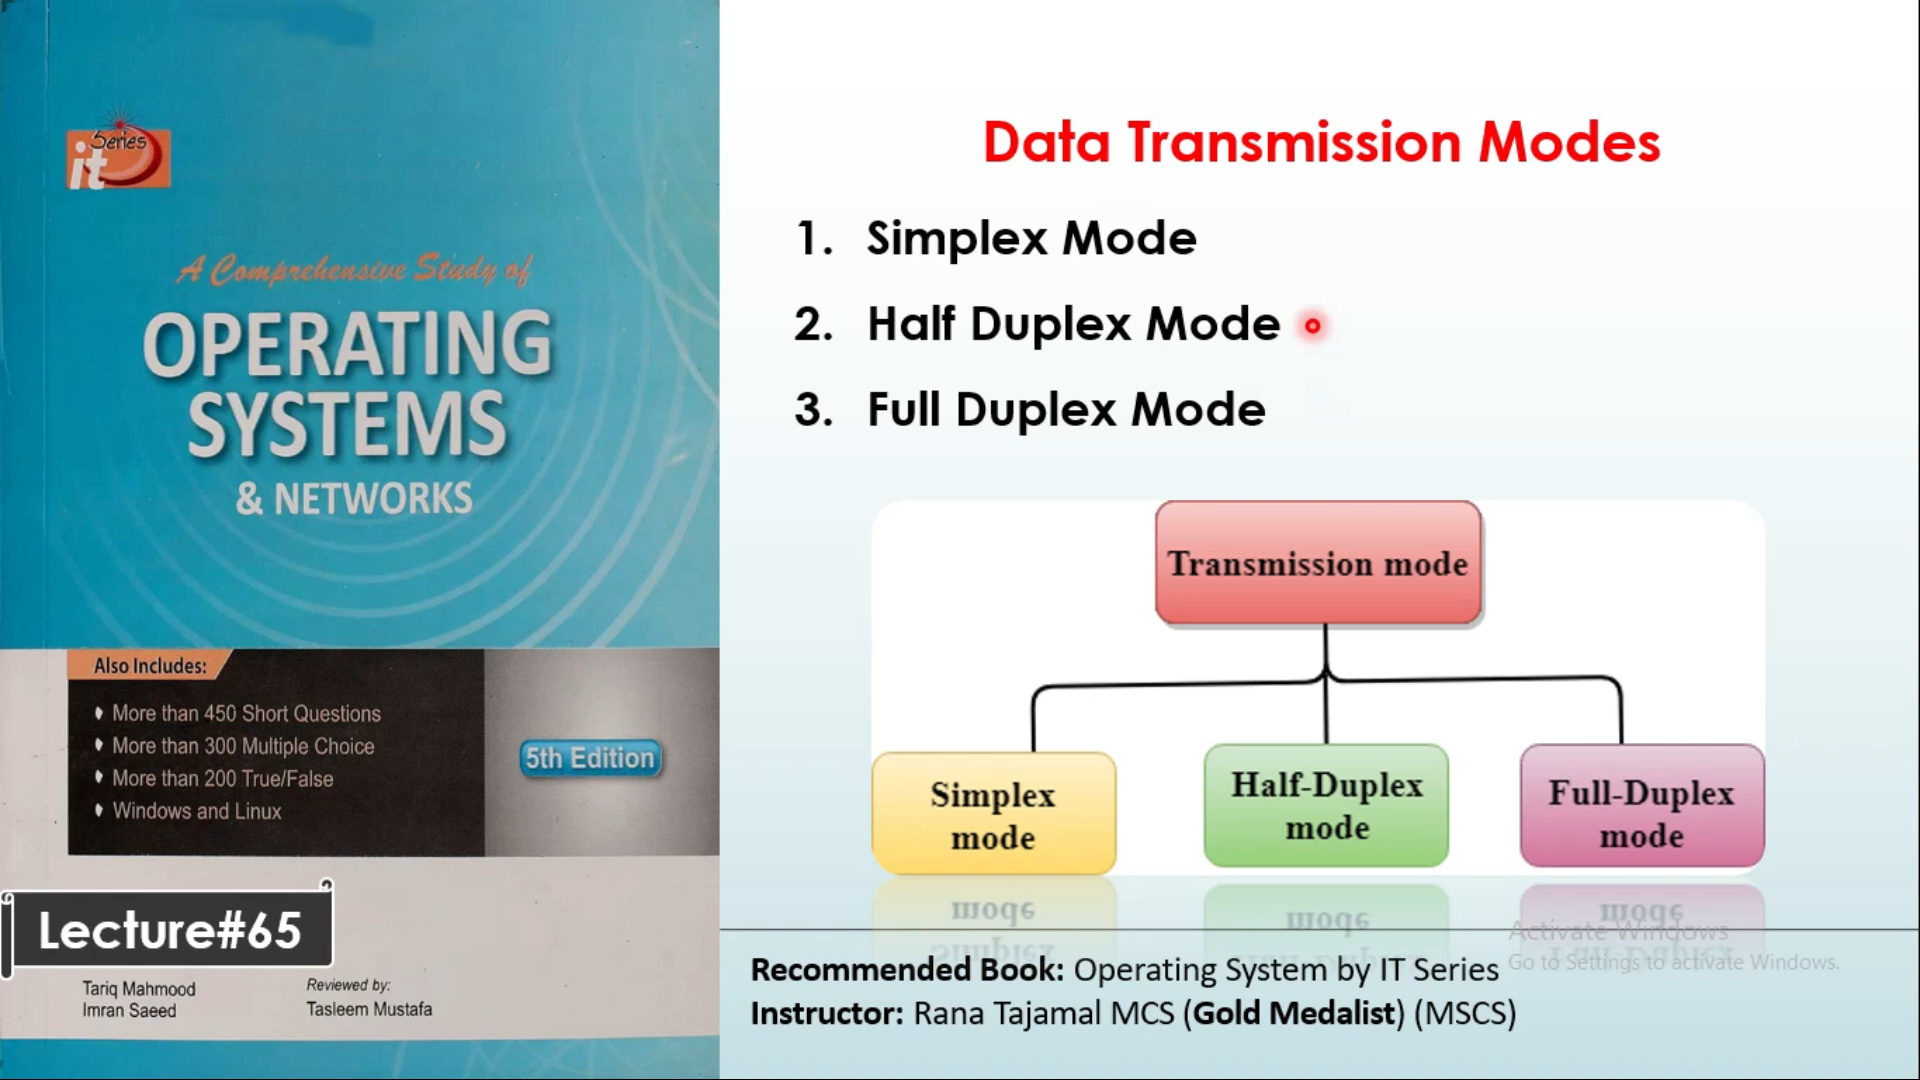 Series
it
A Comprehensive Study of
OPERATING
SYSTEMS
& NETWORKS
Also Includes:
More than 450 Short Questions
More than 300 Multiple Choice
More than 200 True/False
Windows and Linux
5th Edition
Lecture#65
Tariq Mahmood
Imran Saeed
Reviewed by:
Tasleem Mustafa
Data Transmission Modes
1. Simplex Mode
2. Half Duplex Mode
3. Full Duplex Mode
Transmission mode
Simplex
mode
Half-Duplex
mode
Full-Duplex
mode
Activate Windows
Go to Settings to activate Windows.
Recommended Book: Operating System by IT Series
Instructor: Rana Tajamal MCS (Gold Medalist) (MSCS)